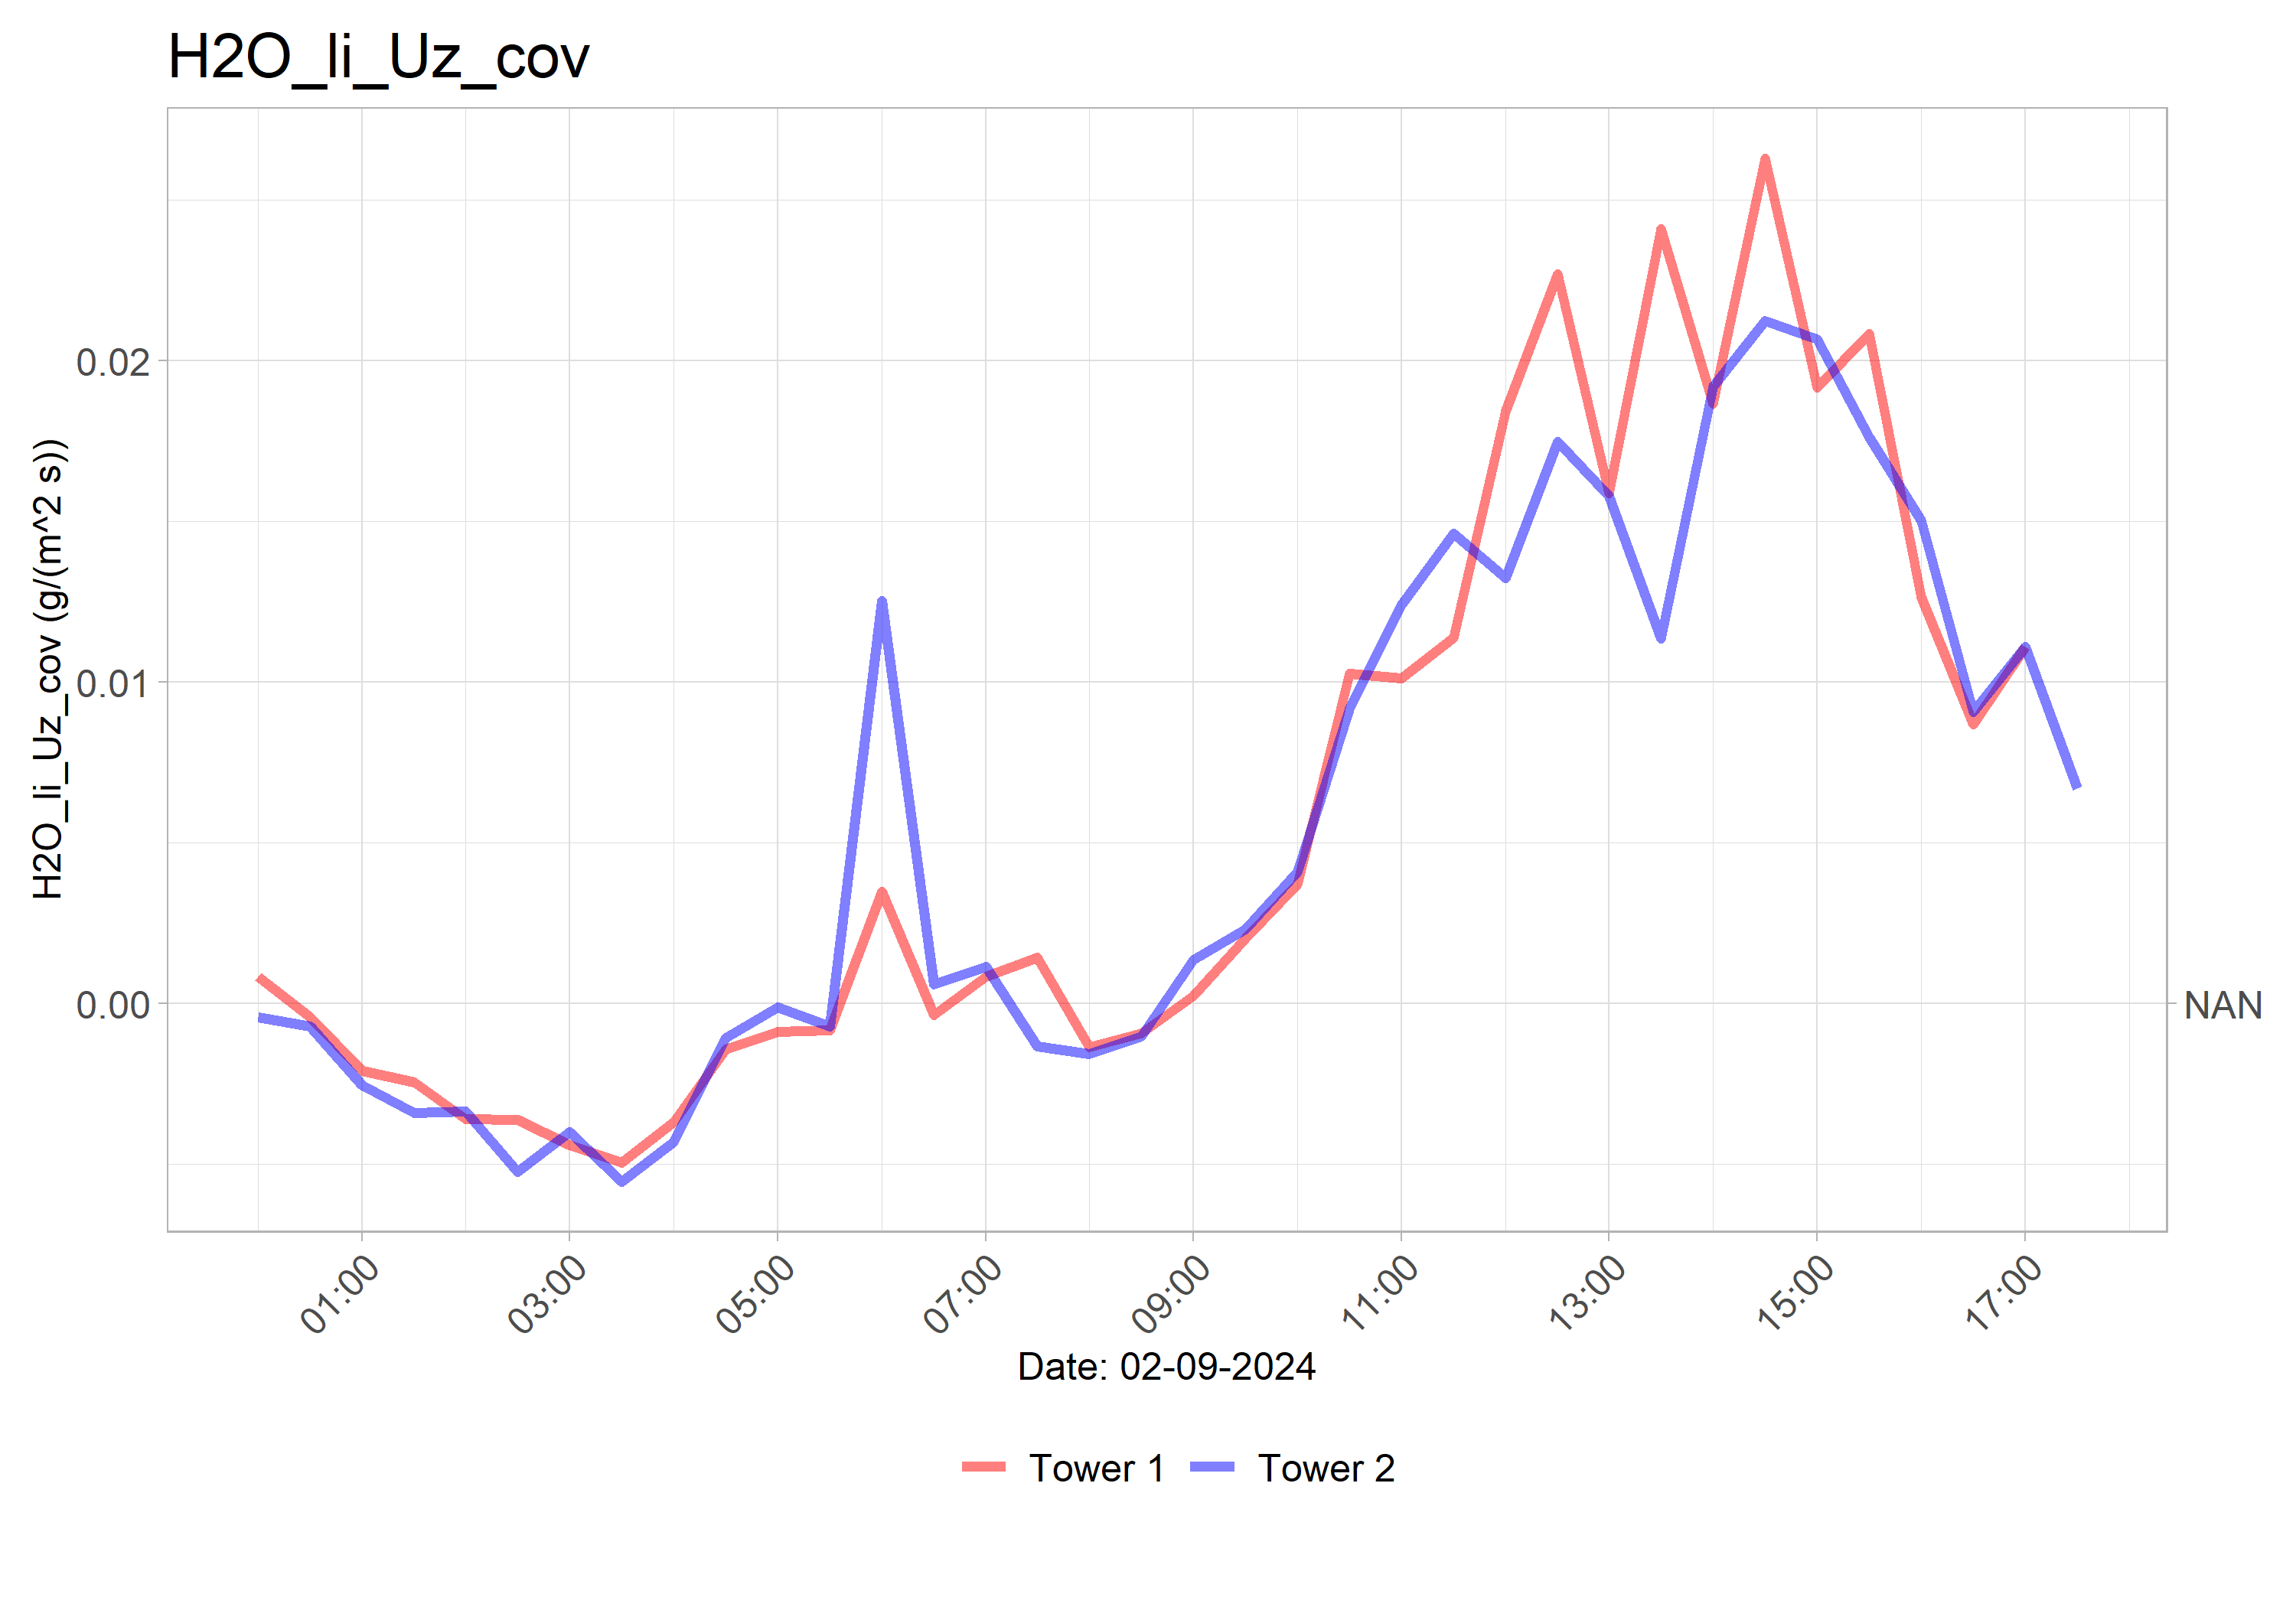 H2O_li_Uz_cov
H2O_li_Uz_cov (g/(m^2 s))
0.02
0.01
0.00
NAN
01:00
03:00
05:00
07:00
09:00
11:00
13:00
15:00
17:00
Date: 02-09-2024
Tower 1
Tower 2